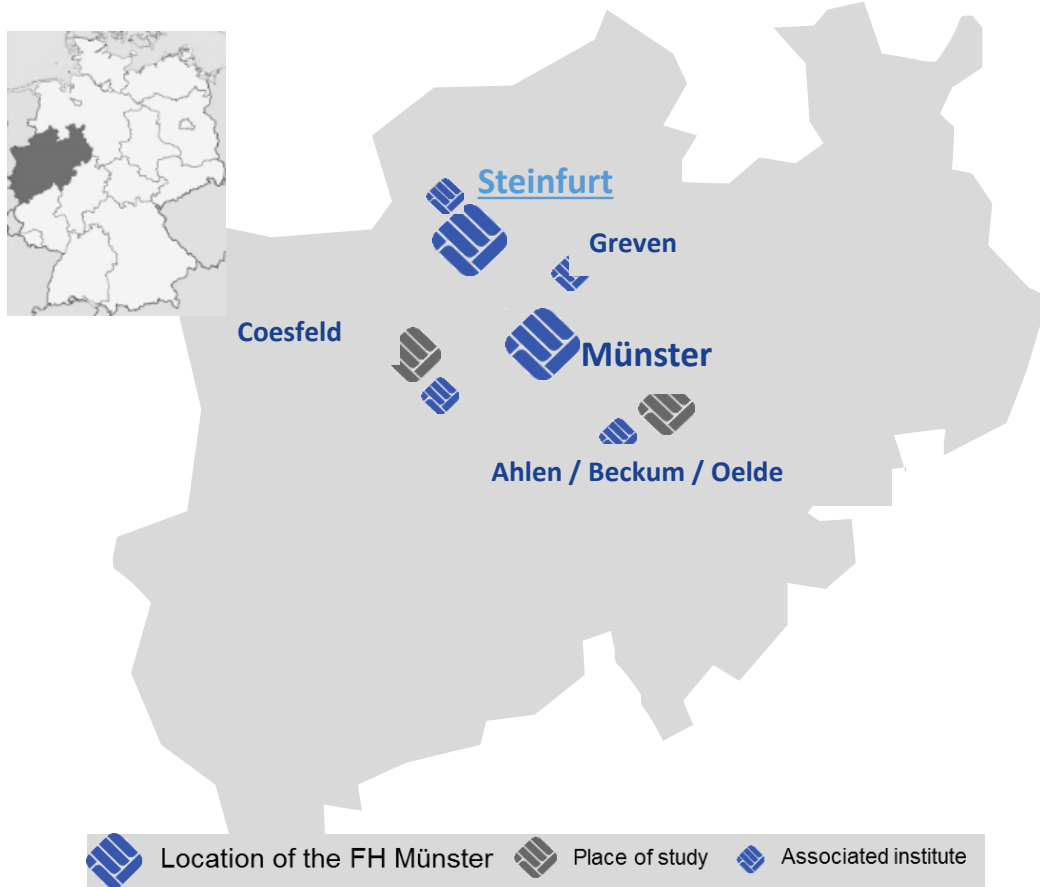 Steinfurt
Greven
Coesfeld
Münster
Ahlen / Beckum / Oelde
Location of the FH Münster Place of study Associated institute